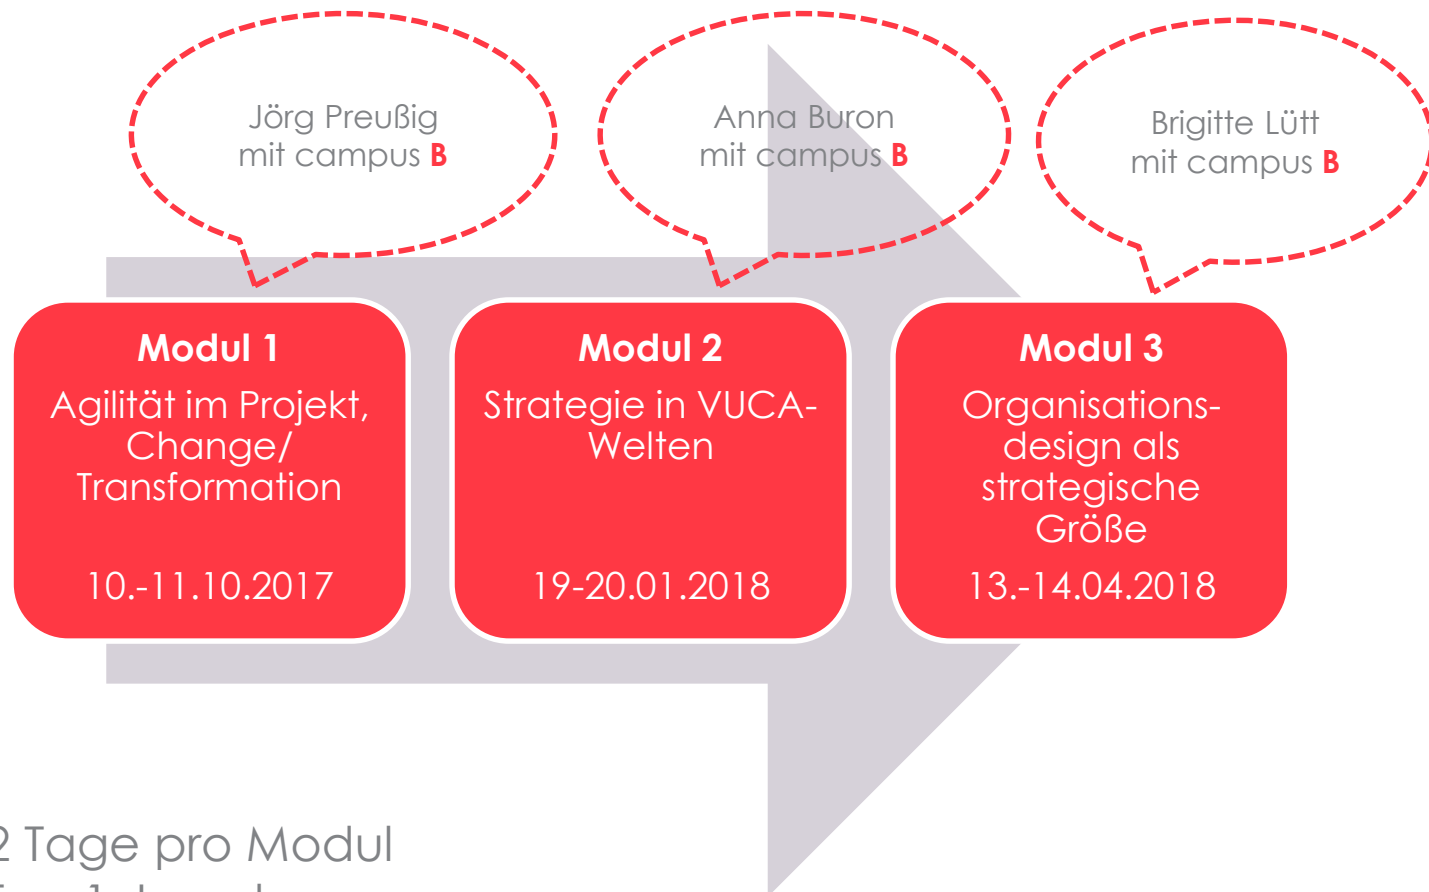 Jörg Preußig
mit campus B
Anna Buron
mit campus B
Brigitte Lütt
mit campus B
Modul 1
Agilität im Projekt,
Change/
Transformation
10.-11.10.2017
Modul 2
Strategie in VUCA-
Welten
19-20.01.2018
Modul 3
Organisations-
design als
strategische
Größe
13.-14.04.2018
2 Tage pro Modul